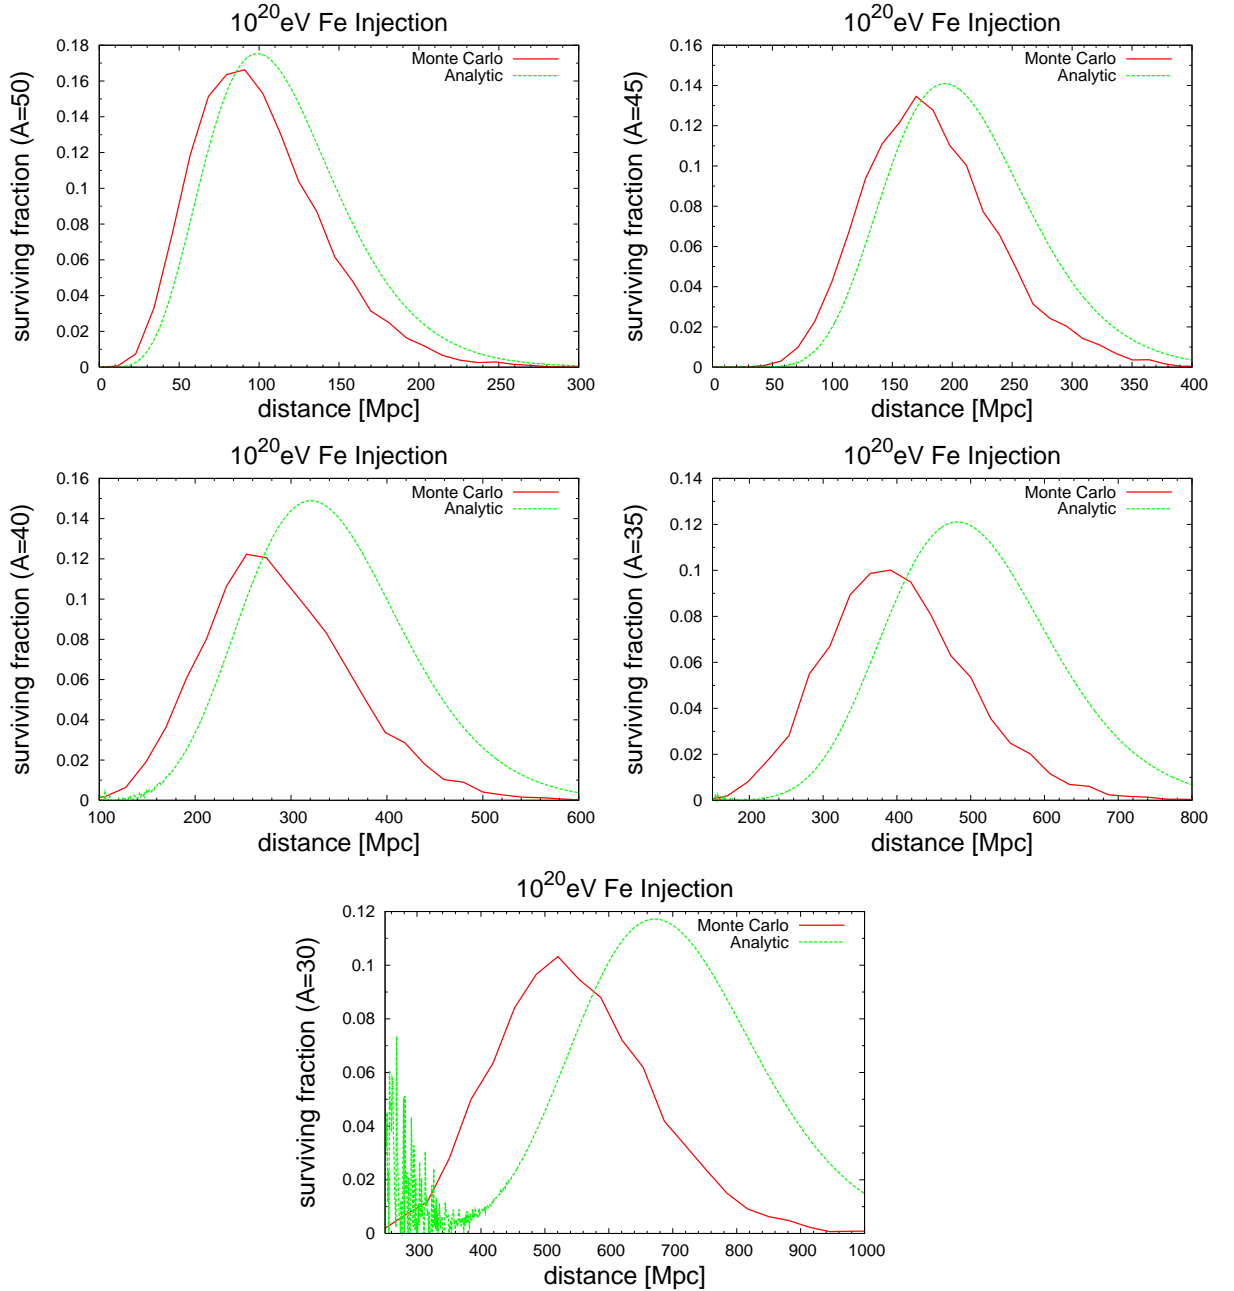 10^20eV Fe Injection
surviving fraction (A=50)
0.18
0.16
0.14
0.12
0.1
0.08
0.06
0.04
0.02
0
Monte Carlo
Analytic
0 50 100 150 200 250 300
distance [Mpc]
10^20eV Fe Injection
surviving fraction (A=45)
0.16
0.14
0.12
0.1
0.08
0.06
0.04
0.02
0
Monte Carlo
Analytic
0 50 100 150 200 250 300 350 400
distance [Mpc]
10^20eV Fe Injection
surviving fraction (A=40)
0.16
0.14
0.12
0.1
0.08
0.06
0.04
0.02
0
Monte Carlo
Analytic
100 200 300 400 500 600
distance [Mpc]
10^20eV Fe Injection
surviving fraction (A=35)
0.14
0.12
0.1
0.08
0.06
0.04
0.02
0
Monte Carlo
Analytic
200 300 400 500 600 700 800
distance [Mpc]
10^20eV Fe Injection
surviving fraction (A=30)
0.12
0.1
0.08
0.06
0.04
0.02
0
Monte Carlo
Analytic
300 400 500 600 700 800 900 1000
distance [Mpc]